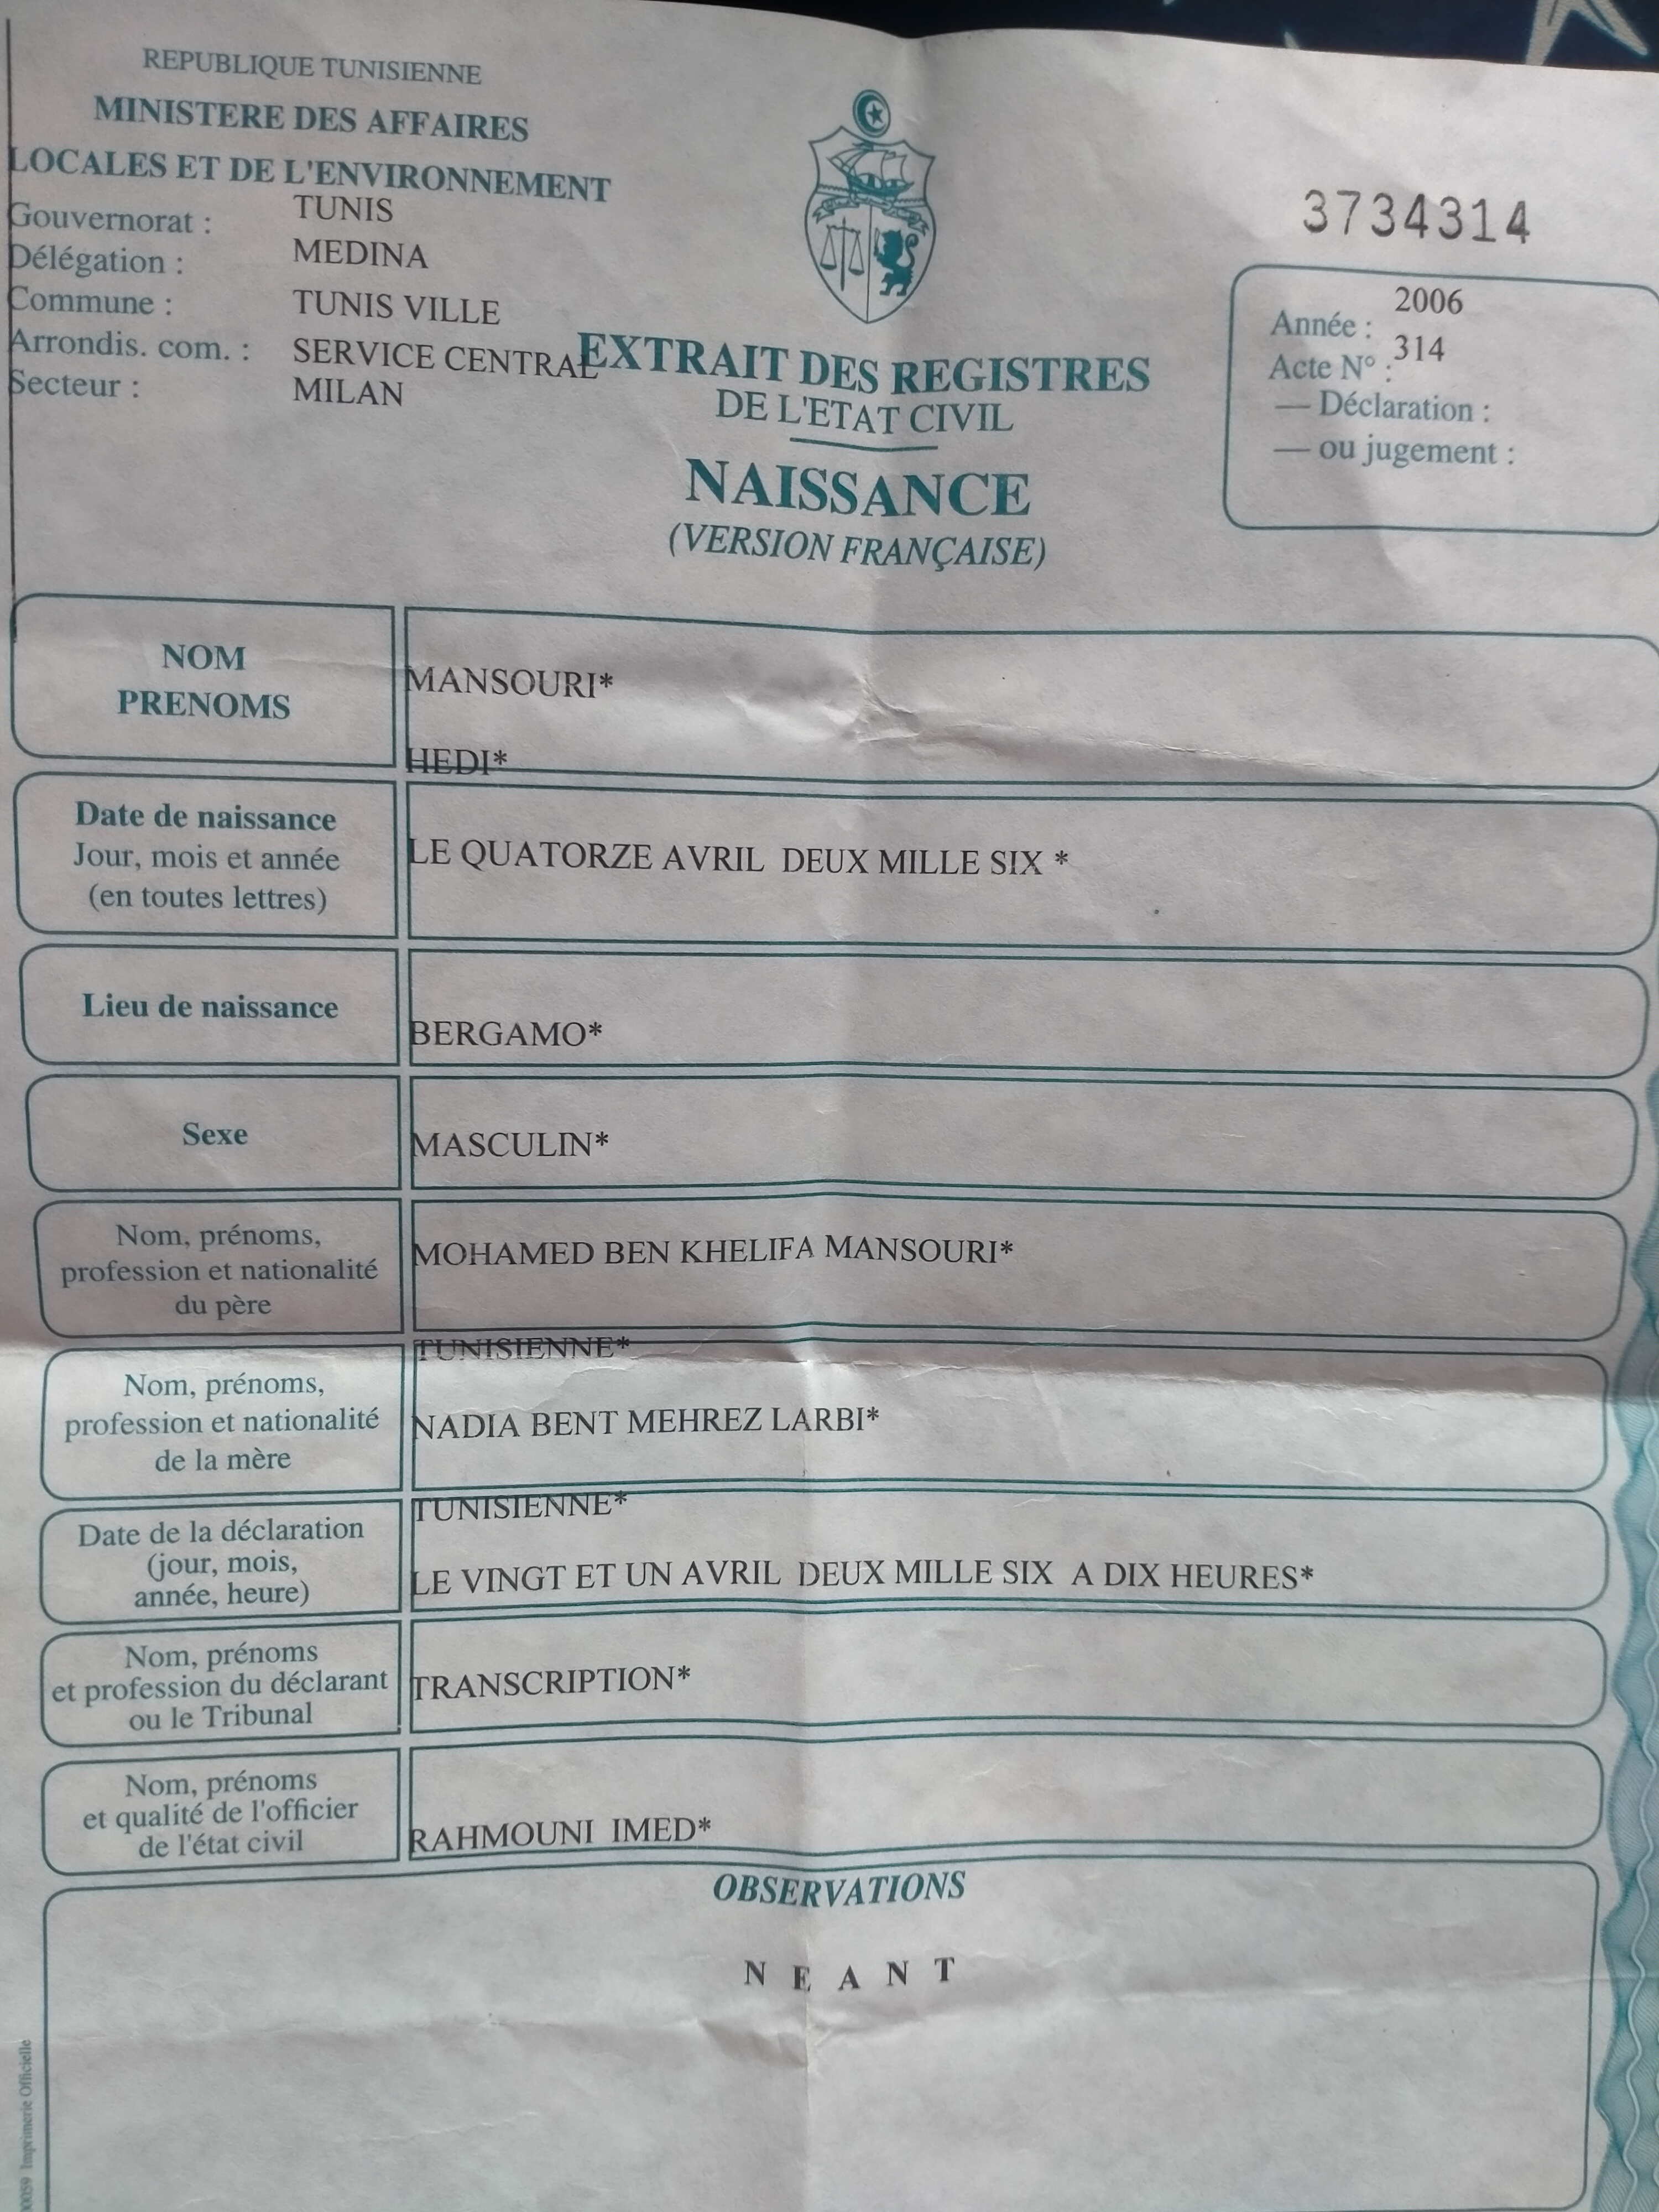 REPUBLIQUE TUNISIENNE
MINISTERE DES AFFAIRES
LOCALES ET DE L'ENVIRONNEMENT
Gouvernorat : TUNIS
Délégation : MEDINA
Commune : TUNIS VILLE
Arrondis. com. : SERVICE CENTRAL
Secteur : MILAN
3734314
Année : 2006
Acte N° : 314
— Déclaration :
— ou jugement :
EXTRAIT DES REGISTRES
DE L'ETAT CIVIL
NAISSANCE
(VERSION FRANÇAISE)
NOM
PRENOMS
MANSOURI*
HEDI*
Date de naissance
Jour, mois et année
(en toutes lettres)
LE QUATORZE AVRIL DEUX MILLE SIX *
Lieu de naissance
BERGAMO*
Sexe
MASCULIN*
Nom, prénoms,
profession et nationalité
du père
MOHAMED BEN KHELIFA MANSOURI*
TUNISIENNE*
Nom, prénoms,
profession et nationalité
de la mère
NADIA BENT MEHREZ LARBI*
TUNISIENNE*
Date de la déclaration
(jour, mois,
année, heure)
LE VINGT ET UN AVRIL DEUX MILLE SIX A DIX HEURES*
Nom, prénoms
et profession du déclarant
ou le Tribunal
TRANSCRIPTION*
Nom, prénoms
et qualité de l'officier
de l'état civil
RAHMOUNI IMED*
OBSERVATIONS
N E A N T
Imprimerie Officielle